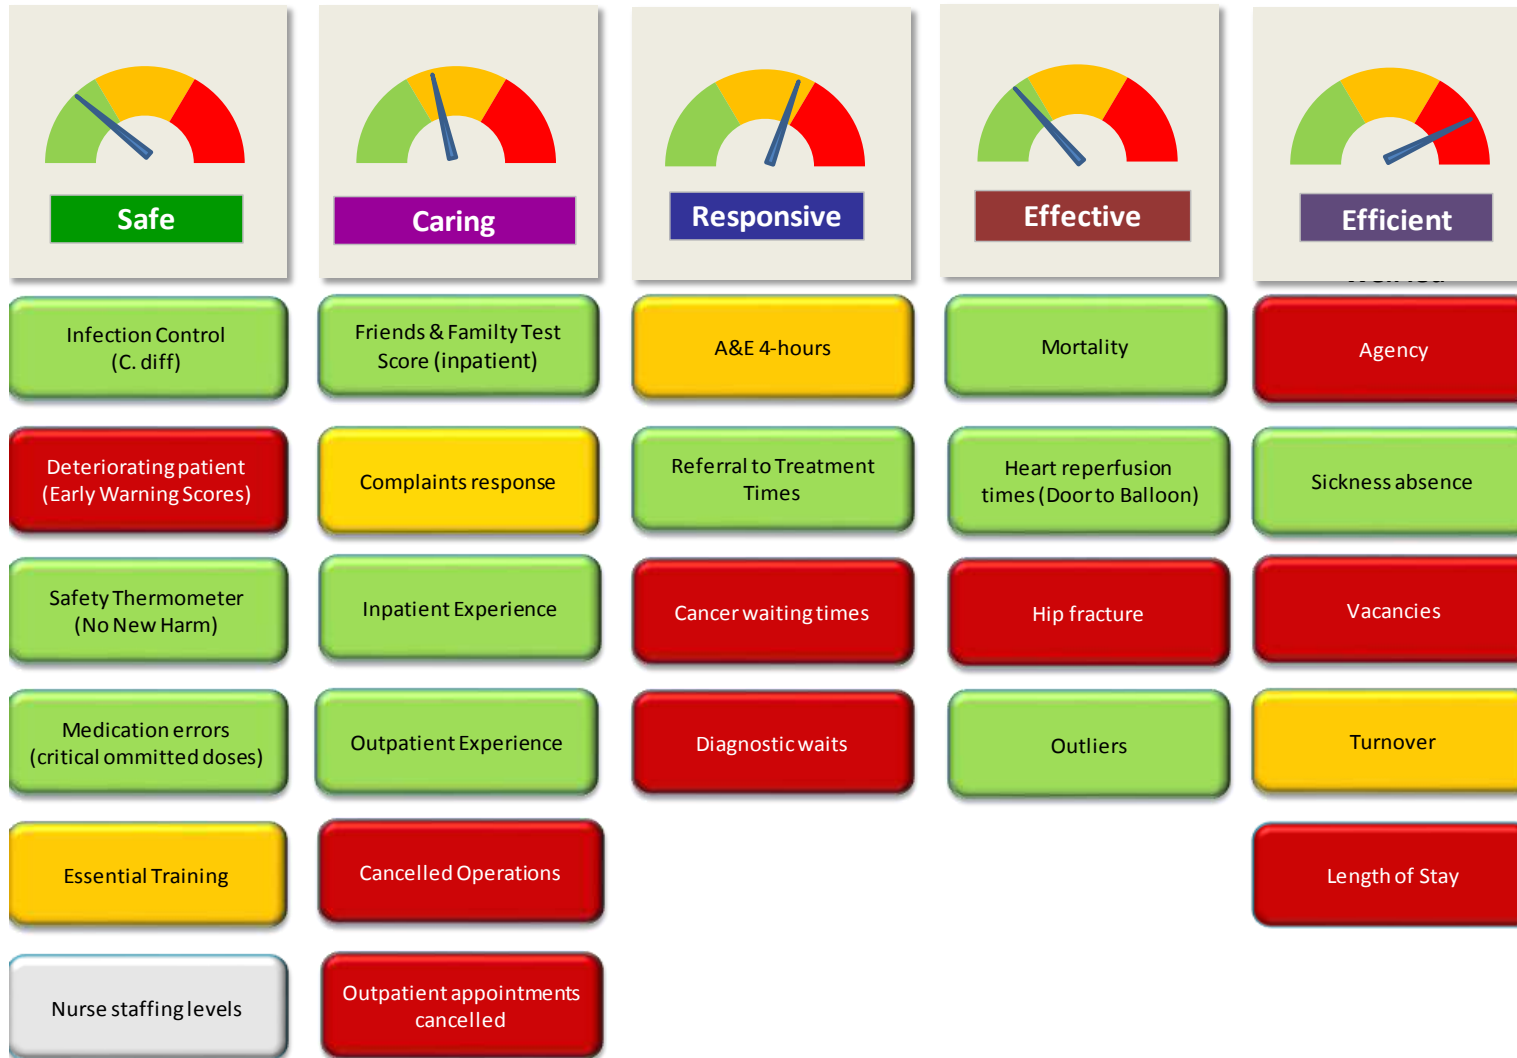 Safe
Caring
Responsive
Effective
Efficient
Infection Control
(C. diff)
Friends & Familty Test
Score (inpatient)
A&E 4-hours
Mortality
Agency
Deteriorating patient
(Early Warning Scores)
Complaints response
Referral to Treatment
Times
Heart reperfusion
times (Door to Balloon)
Sickness absence
Safety Thermometer
(No New Harm)
Inpatient Experience
Cancer waiting times
Hip fracture
Vacancies
Medication errors
(critical ommitted doses)
Outpatient Experience
Diagnostic waits
Outliers
Turnover
Essential Training
Cancelled Operations
Length of Stay
Nurse staffing levels
Outpatient appointments
cancelled